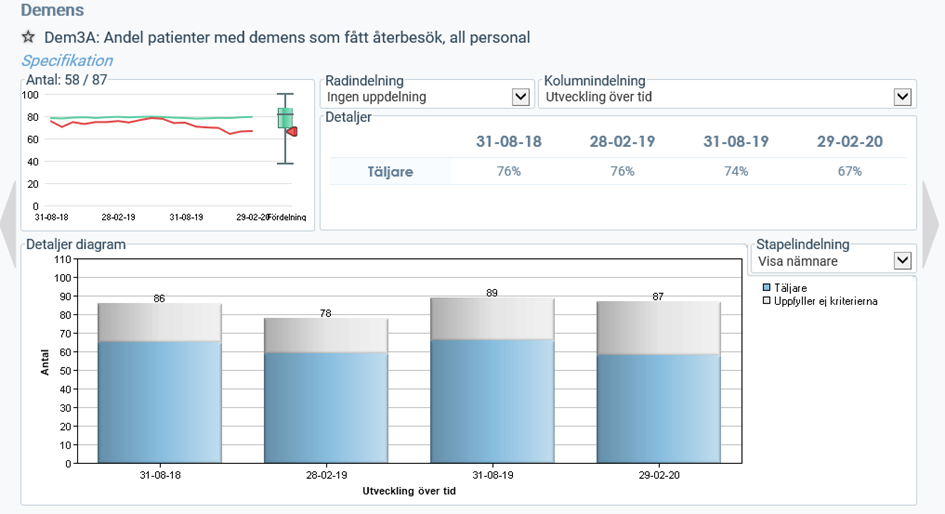 Demens
☆ Dem3A: Andel patienter med demens som fått återbesök, all personal
Specifikation
Antal: 58 / 87
100
80
60
40
20
0
31-08-18 28-02-19 31-08-19 29-02-20 Fördelning
Radindelning
Ingen uppdelning
Kolumnindelning
Utveckling över tid
Detaljer
31-08-18 28-02-19 31-08-19 29-02-20
Täljare 76% 76% 74% 67%
Detaljer diagram
Stapelindelning
Visa nämnare
Täljare
Uppfyller ej kriterierna
Antal
110
100
90
80
70
60
50
40
30
20
10
0
86 78 89 87
31-08-18 28-02-19 31-08-19 29-02-20
Utveckling över tid